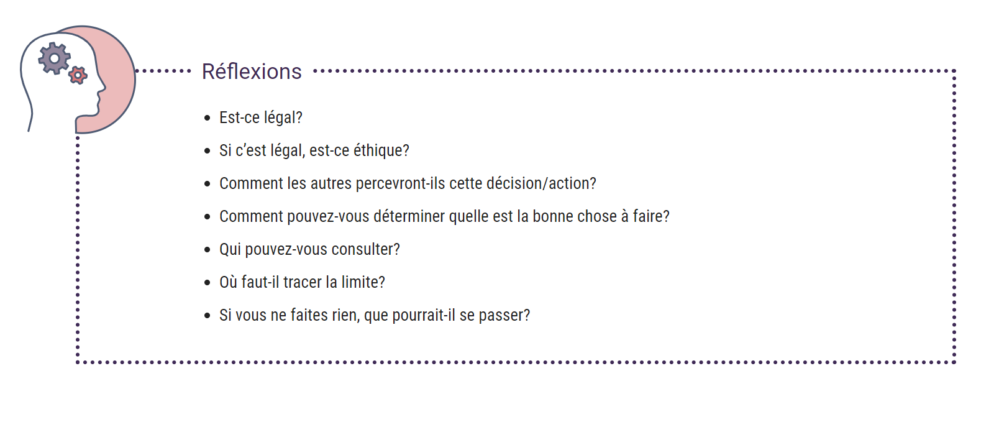 Réflexions
• Est-ce légal?
• Si c’est légal, est-ce éthique?
• Comment les autres percevront-ils cette décision/action?
• Comment pouvez-vous déterminer quelle est la bonne chose à faire?
• Qui pouvez-vous consulter?
• Où faut-il tracer la limite?
• Si vous ne faites rien, que pourrait-il se passer?